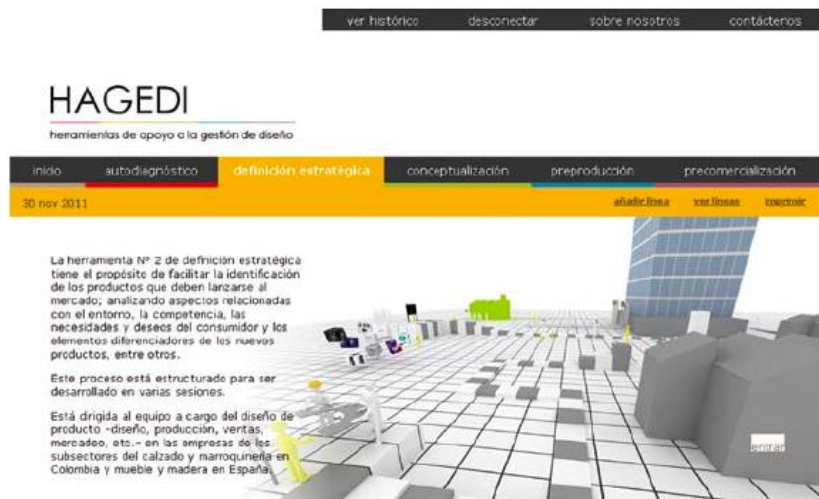 ver histórico desconectar sobre nosotros contáctenos
HAGEDI
herramientas de apoyo a la gestión de diseño
inicio autodiagnóstico definición estratégica conceptualización preproducción precomercialización
30 nov 2011 añadir línea ver líneas imprimir
La herramienta Nº 2 de definición estratégica
tiene el propósito de facilitar la identificación
de los productos que deben lanzarse al
mercado; analizando aspectos relacionadas
con el entorno, la competencia, las
necesidades y deseos del consumidor y los
elementos diferenciadores de los nuevos
productos, entre otros.
Este proceso está estructurado para ser
desarrollado en varias sesiones.
Está dirigida al equipo a cargo del diseño de
producto -diseño, producción, ventas,
mercadeo, etc.- en las empresas de los
subsectores del calzado y marroquinería en
Colombia y mueble y madera en España.
entrar